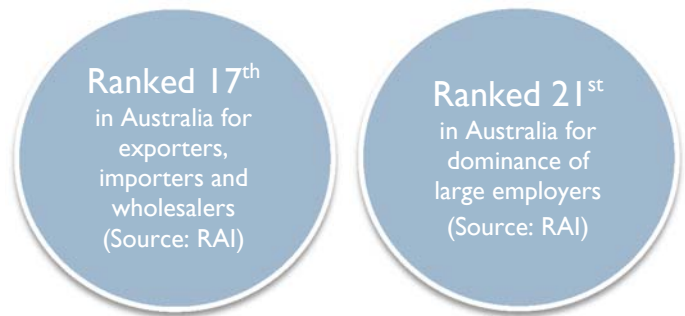 Ranked 17th
in Australia for
exporters,
importers and
wholesalers
(Source: RAI)
Ranked 21st
in Australia for
dominance of
large employers
(Source: RAI)